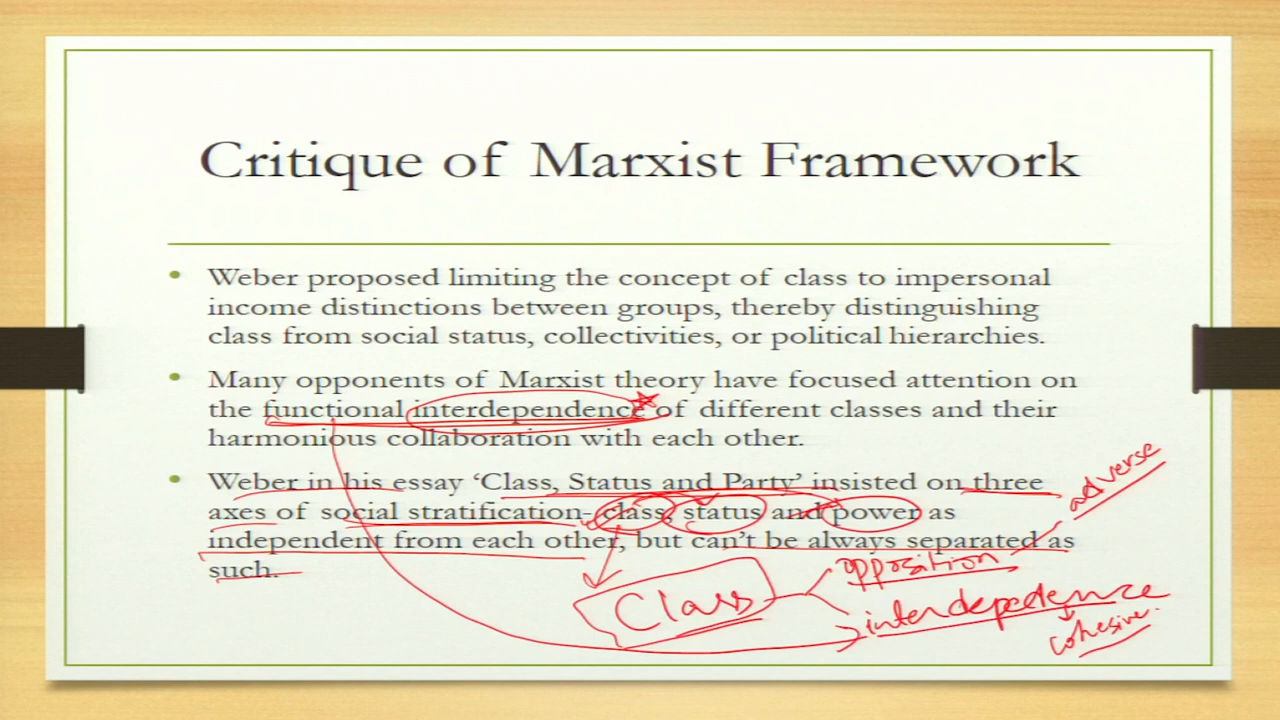 Critique of Marxist Framework
Weber proposed limiting the concept of class to impersonal
income distinctions between groups, thereby distinguishing
class from social status, collectivities, or political hierarchies.
Many opponents of Marxist theory have focused attention on
the functional interdependence of different classes and their
harmonious collaboration with each other.
Weber in his essay ‘Class, Status and Party’ insisted on three
axes of social stratification- class, status and power as
independent from each other, but can’t be always separated as
such.
adverse
opposition
Class
interdependence
cohesive